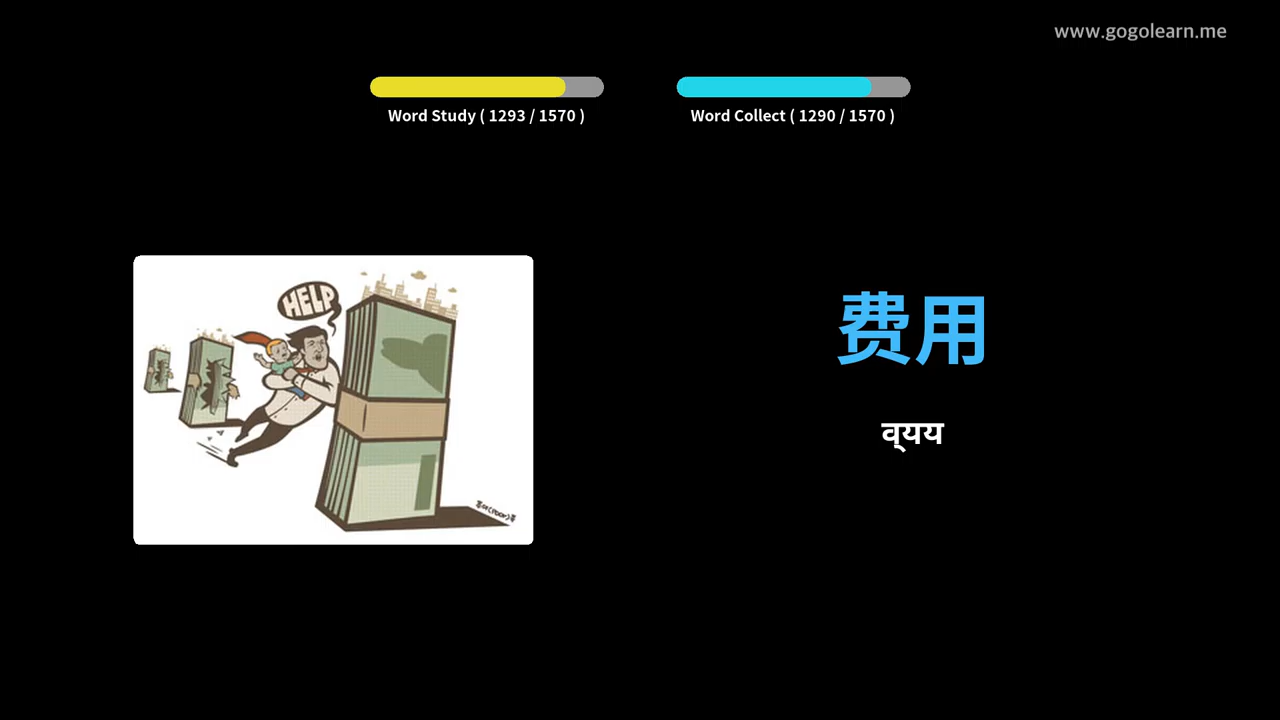 www.gogolearn.me
Word Study ( 1293 / 1570 )
Word Collect ( 1290 / 1570 )
HELP
费用
व्यय